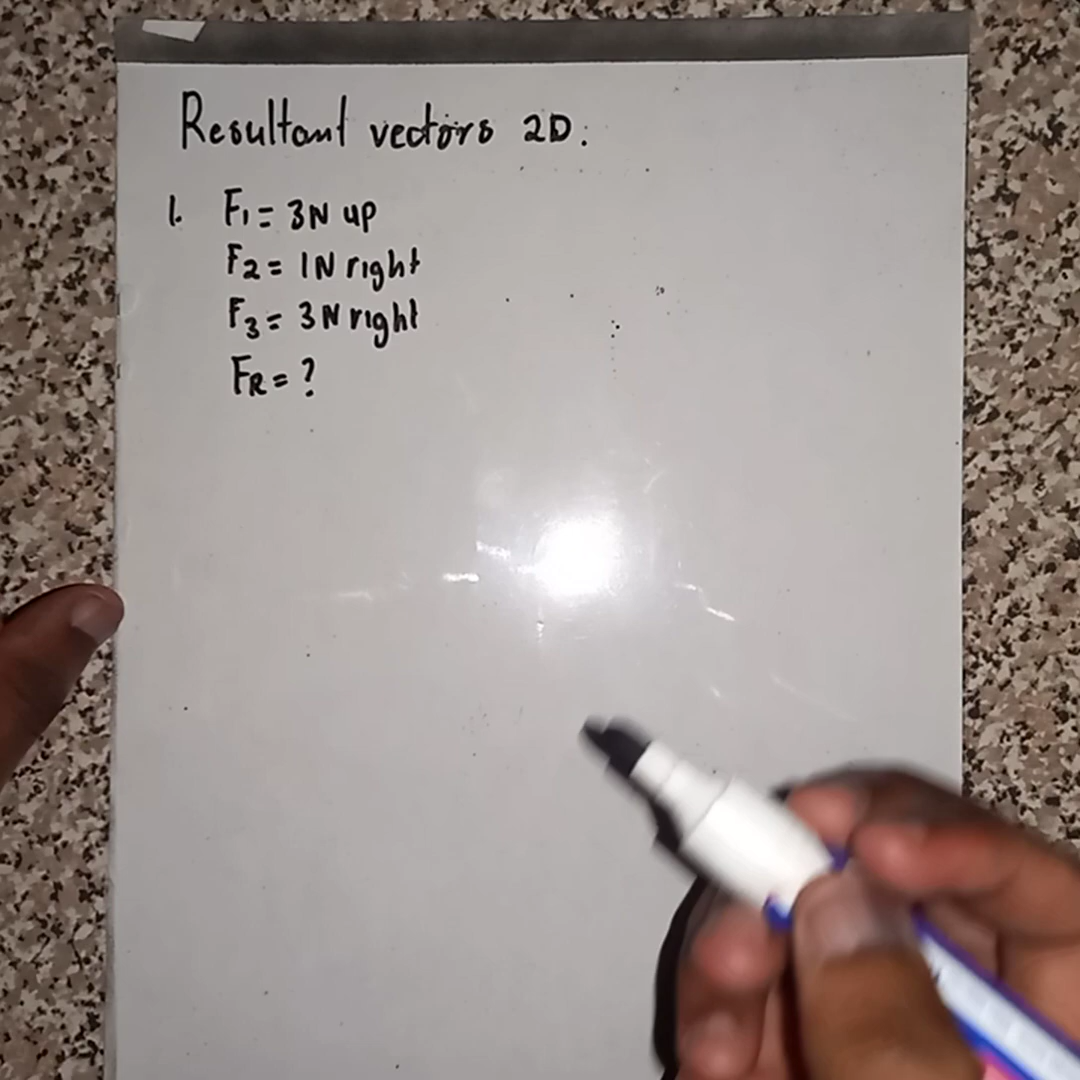 Resultant vectors 2D:
1. F₁ = 3N up
F₂ = 1N right
F₃ = 3N right
FR = ?